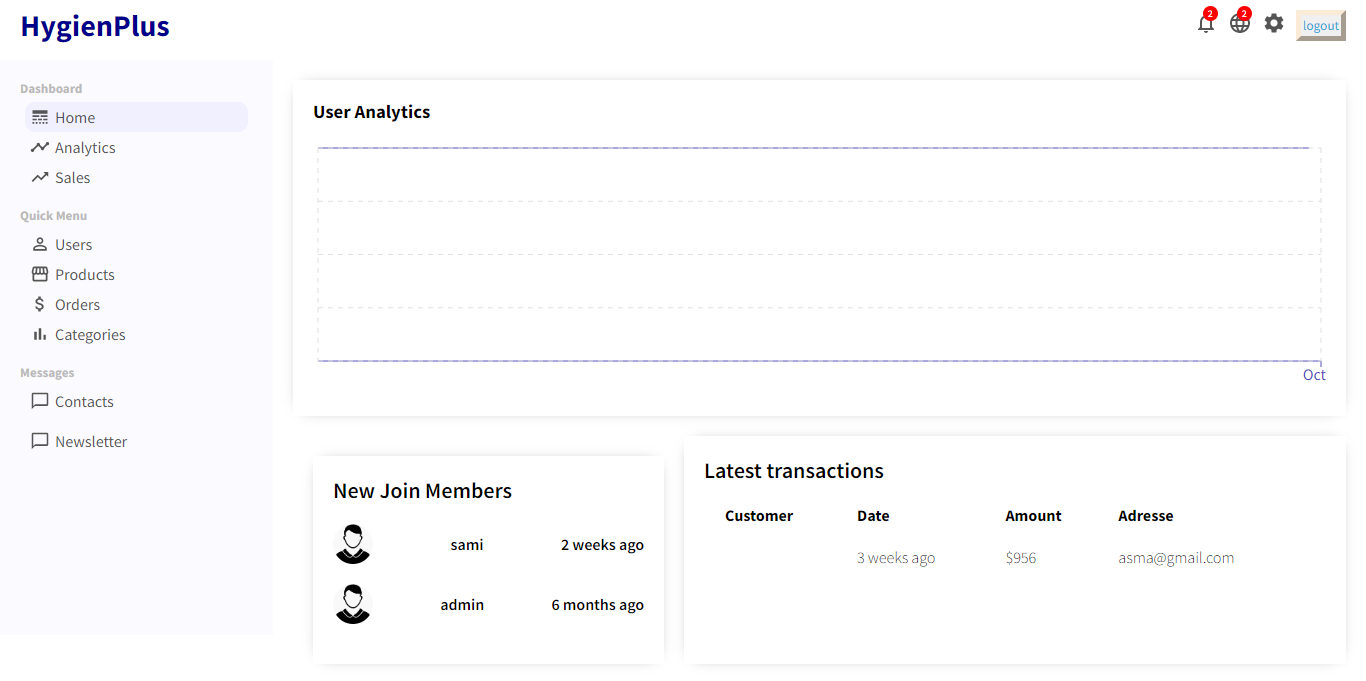 HygienPlus
2
2
logout
Dashboard
Home
Analytics
Sales
Quick Menu
Users
Products
Orders
Categories
Messages
Contacts
Newsletter
User Analytics
Oct
New Join Members
sami 2 weeks ago
admin 6 months ago
Latest transactions
Customer Date Amount Adresse
3 weeks ago $956 asma@gmail.com